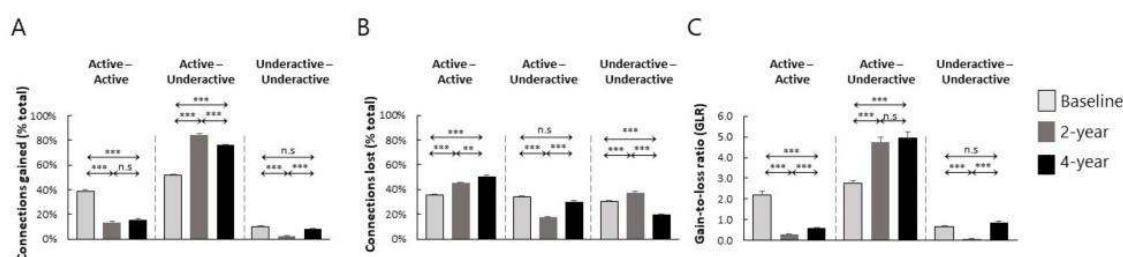 A
Active – Active
Active – Underactive
Underactive – Underactive
Connections gained (% total)
100%
80%
60%
40%
20%
0%
***
*** n.s
***
*** ***
n.s
*** ***
B
Active – Active
Active – Underactive
Underactive – Underactive
Connections lost (% total)
100%
80%
60%
40%
20%
0%
***
*** **
n.s
*** ***
***
*** ***
C
Active – Active
Active – Underactive
Underactive – Underactive
Gain-to-loss ratio (GLR)
6.0
5.0
4.0
3.0
2.0
1.0
0.0
***
*** ***
***
*** n.s
n.s
*** ***
Baseline
2-year
4-year